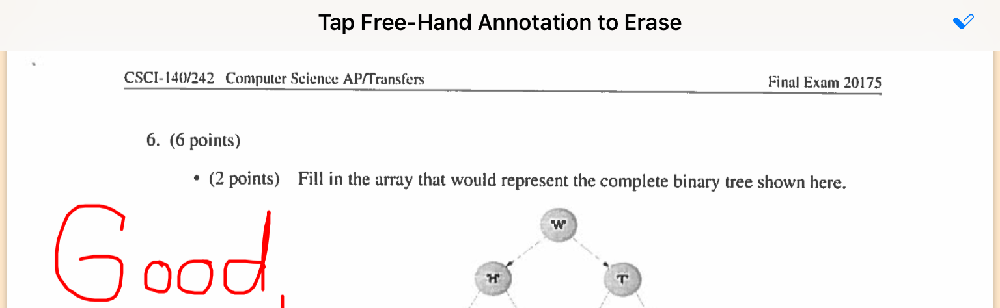 Tap Free-Hand Annotation to Erase
CSCI-140/242 Computer Science AP/Transfers
Final Exam 20175
6. (6 points)
• (2 points) Fill in the array that would represent the complete binary tree shown here.
Good
'W'
'H'
'T'